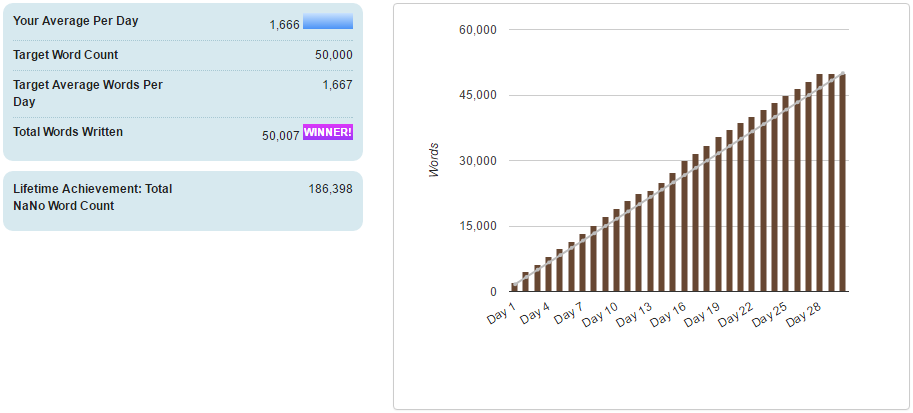 Your Average Per Day 1,666
Target Word Count 50,000
Target Average Words Per 1,667
Day
Total Words Written 50,007 WINNER!
Lifetime Achievement: Total 186,398
NaNo Word Count
60,000
45,000
30,000
15,000
0
Words
Day 1 Day 4 Day 7 Day 10 Day 13 Day 16 Day 19 Day 22 Day 25 Day 28